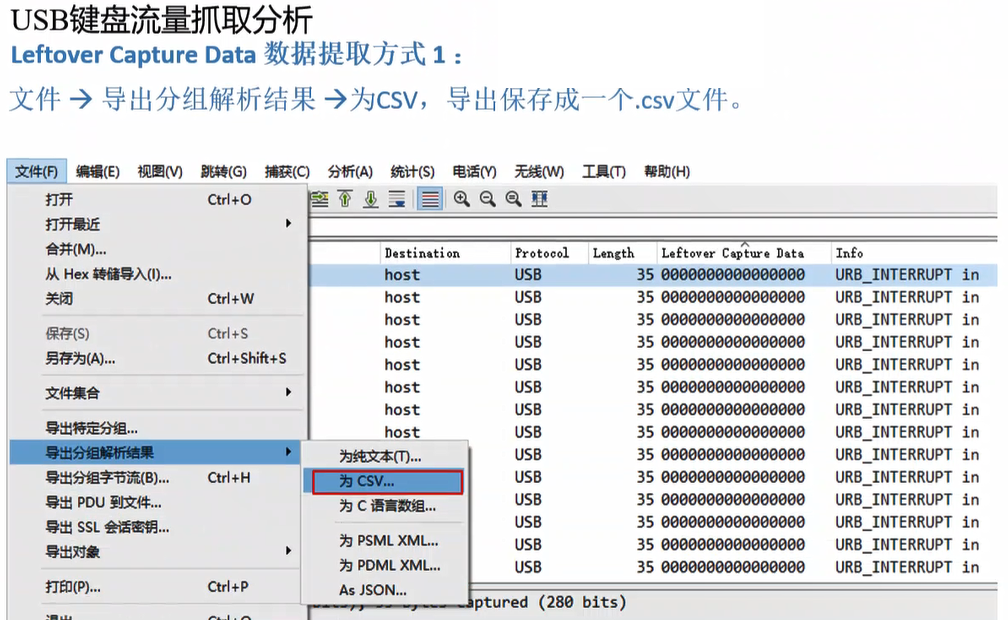 USB键盘流量抓取分析
Leftover Capture Data 数据提取方式 1：
文件 → 导出分组解析结果 →为CSV，导出保存成一个.csv文件。
文件(F) 编辑(E) 视图(V) 跳转(G) 捕获(C) 分析(A) 统计(S) 电话(Y) 无线(W) 工具(T) 帮助(H)
打开 Ctrl+O
打开最近
合并(M)...
从 Hex 转储导入(I)...
关闭 Ctrl+W
保存(S) Ctrl+S
另存为(A)... Ctrl+Shift+S
文件集合
导出特定分组...
导出分组解析结果
导出分组字节流(B)... Ctrl+H
导出 PDU 到文件...
导出 SSL 会话密钥...
导出对象
打印(P)... Ctrl+P
退出 Ctrl+Q
为纯文本(T)...
为 CSV...
为 C 语言数组...
为 PSML XML...
为 PDML XML...
As JSON...
Destination Protocol Length Leftover Capture Data Info
host USB 35 0000000000000000 URB_INTERRUPT in
host USB 35 0000000000000000 URB_INTERRUPT in
host USB 35 0000000000000000 URB_INTERRUPT in
host USB 35 0000000000000000 URB_INTERRUPT in
host USB 35 0000000000000000 URB_INTERRUPT in
host USB 35 0000000000000000 URB_INTERRUPT in
host USB 35 0000000000000000 URB_INTERRUPT in
host USB 35 0000000000000000 URB_INTERRUPT in
USB 35 0000000000000000 URB_INTERRUPT in
USB 35 0000000000000000 URB_INTERRUPT in
USB 35 0000000000000000 URB_INTERRUPT in
USB 35 0000000000000000 URB_INTERRUPT in
USB 35 0000000000000000 URB_INTERRUPT in
USB 35 0000000000000000 URB_INTERRUPT in
captured (280 bits)